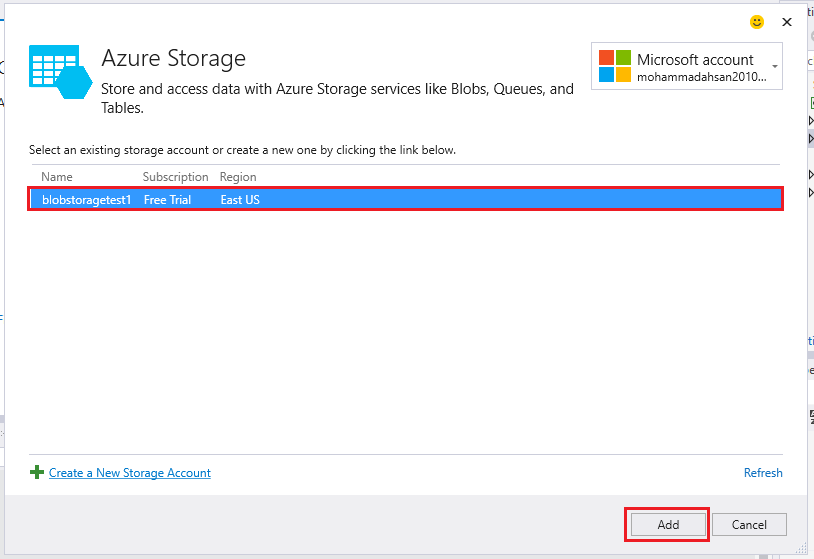 Azure Storage
Store and access data with Azure Storage services like Blobs, Queues, and
Tables.
Microsoft account
mohammadahsan2010...
Select an existing storage account or create a new one by clicking the link below.
Name Subscription Region
blobstoragetest1 Free Trial East US
Create a New Storage Account Refresh
Add Cancel